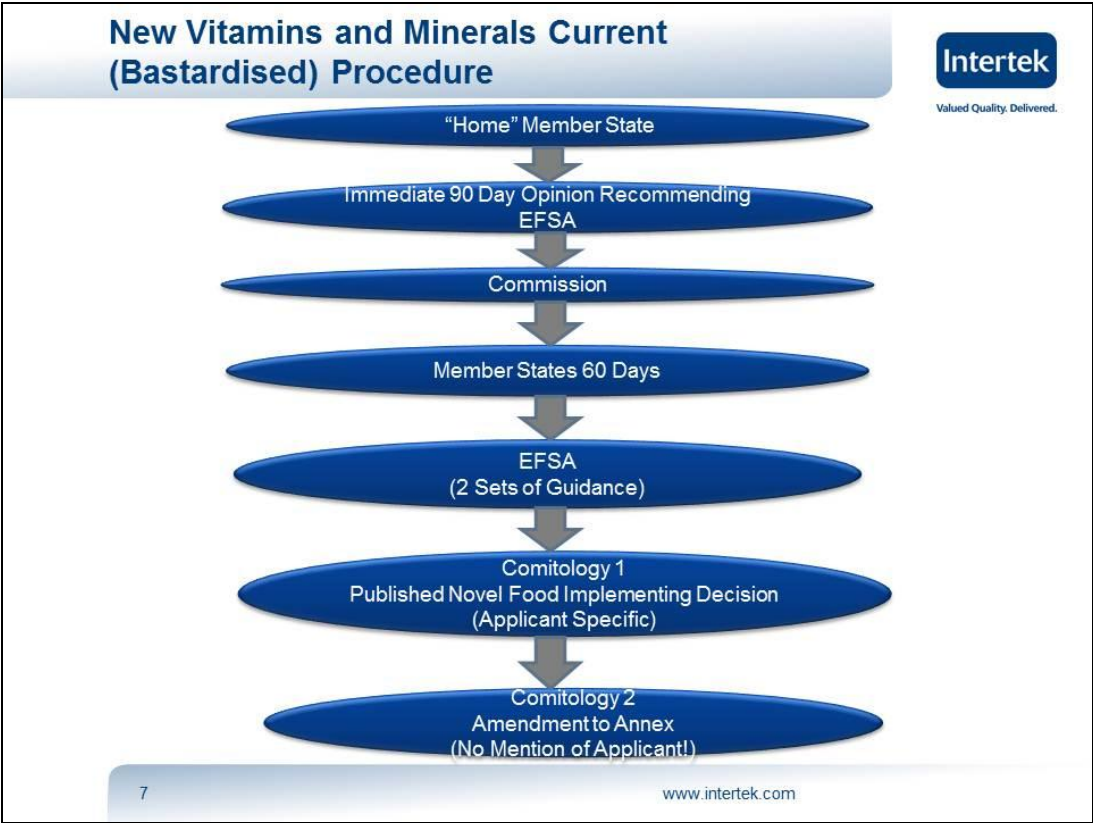 New Vitamins and Minerals Current
(Bastardised) Procedure
Intertek
Valued Quality. Delivered.
“Home” Member State
Immediate 90 Day Opinion Recommending
EFSA
Commission
Member States 60 Days
EFSA
(2 Sets of Guidance)
Comitology 1
Published Novel Food Implementing Decision
(Applicant Specific)
Comitology 2
Amendment to Annex
(No Mention of Applicant!)
7
www.intertek.com